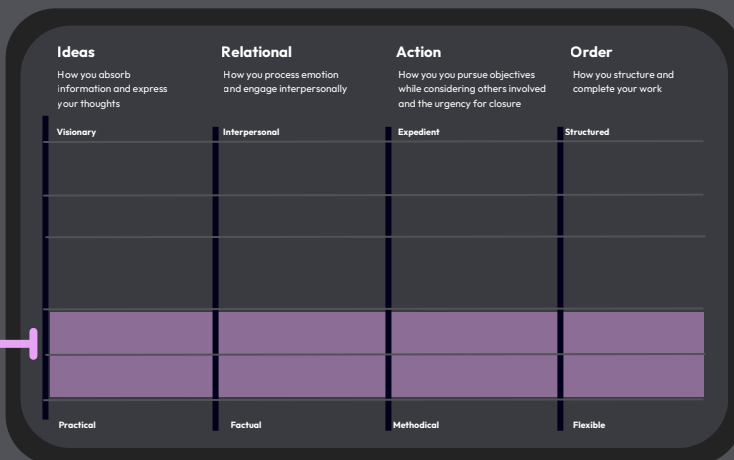 Ideas
How you absorb
information and express
your thoughts
Relational
How you process emotion
and engage interpersonally
Action
How you you pursue objectives
while considering others involved
and the urgency for closure
Order
How you structure and
complete your work
Visionary
Interpersonal
Expedient
Structured
Practical
Factual
Methodical
Flexible